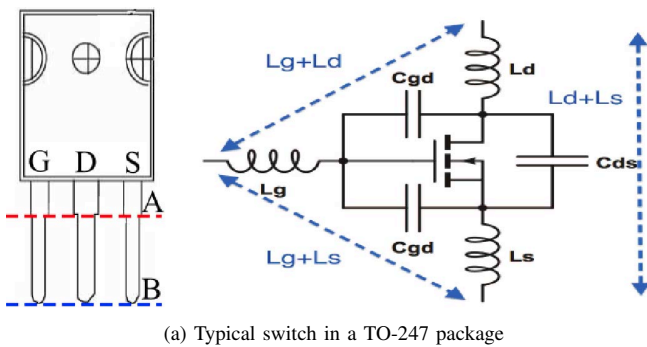 G D S
A
B
Lg+Ld
Cgd
Ld
Ld+Ls
Lg
Cds
Cgd
Lg+Ls
Ls
(a) Typical switch in a TO-247 package